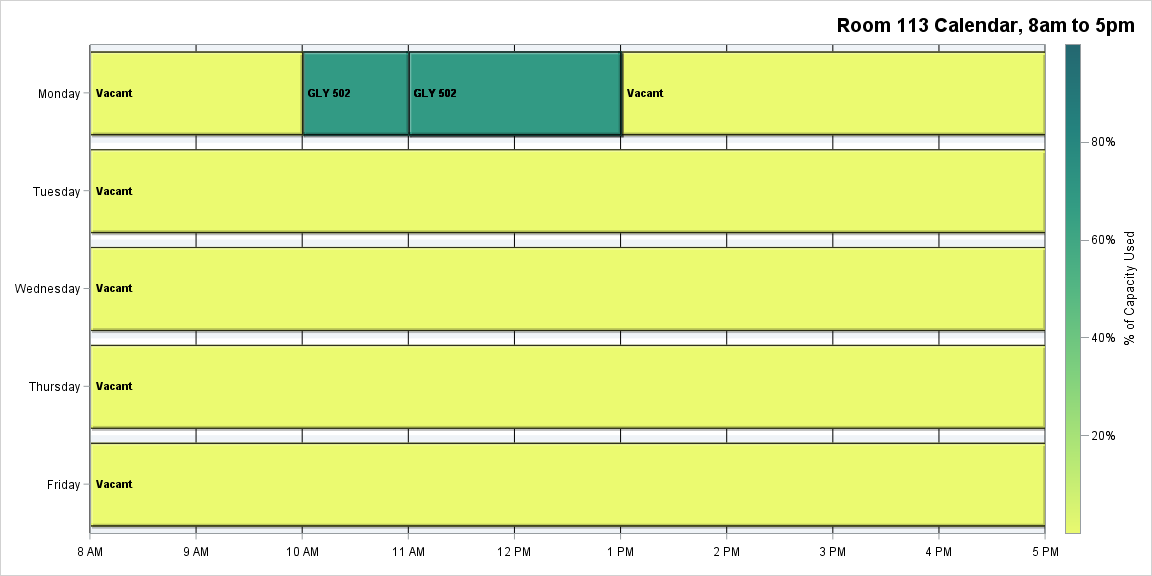 Room 113 Calendar, 8am to 5pm
Monday
Vacant
GLY 502
GLY 502
Vacant
Tuesday
Vacant
Wednesday
Vacant
Thursday
Vacant
Friday
Vacant
8 AM
9 AM
10 AM
11 AM
12 PM
1 PM
2 PM
3 PM
4 PM
5 PM
80%
60%
40%
20%
% of Capacity Used